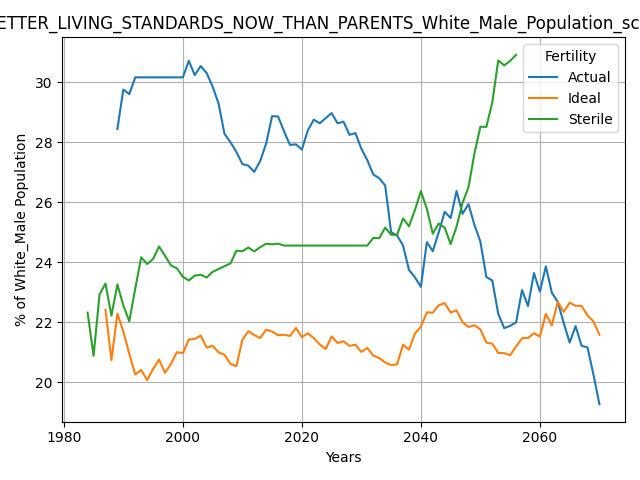 ETTER_LIVING_STANDARDS_NOW_THAN_PARENTS_White_Male_Population_sc
% of White_Male Population
30
28
26
24
22
20
Fertility
Actual
Ideal
Sterile
1980 2000 2020 2040 2060
Years